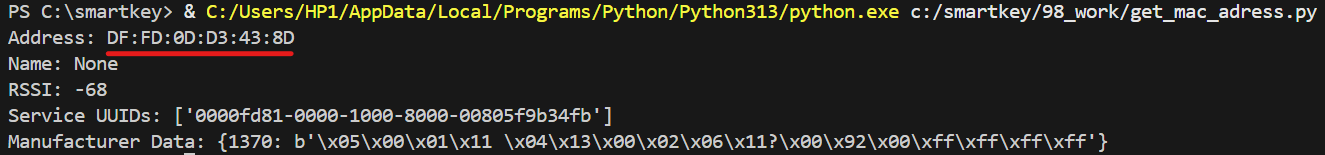 PS C:\smartkey> & C:/Users/HP1/AppData/Local/Programs/Python/Python313/python.exe c:/smartkey/98_work/get_mac_adress.py
Address: DF:FD:0D:D3:43:8D
Name: None
RSSI: -68
Service UUIDs: ['0000fd81-0000-1000-8000-00805f9b34fb']
Manufacturer Data: {1370: b'\x05\x00\x01\x11 \x04\x13\x00\x02\x06\x11?\x00\x92\x00\xff\xff\xff\xff'}